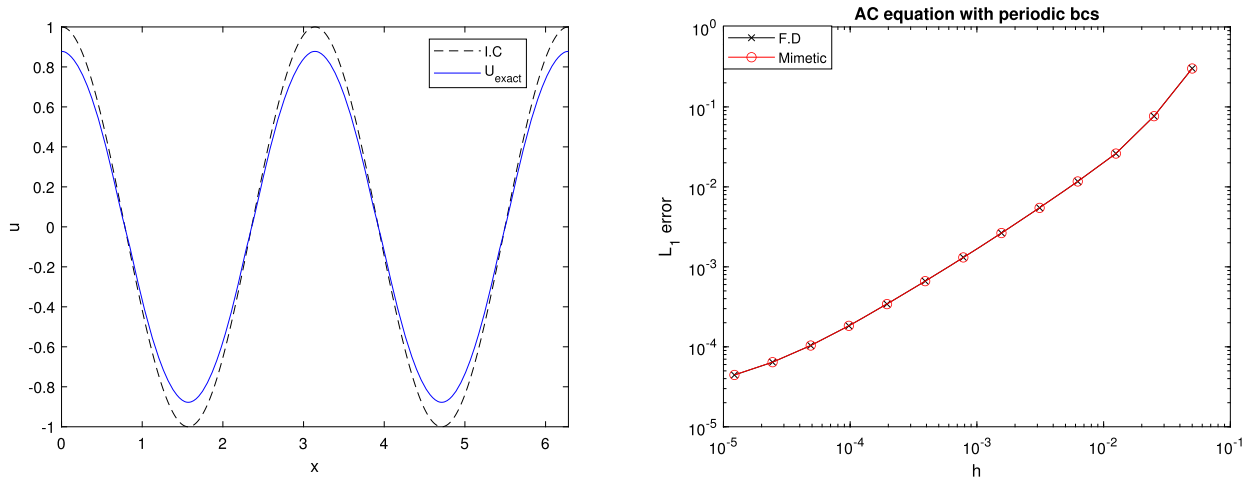 I.C
U_exact
1
0.8
0.6
0.4
0.2
0
-0.2
-0.4
-0.6
-0.8
-1
0 1 2 3 4 5 6
x
u
AC equation with periodic bcs
F.D
Mimetic
10^0
10^-1
10^-2
10^-3
10^-4
10^-5
10^-5 10^-4 10^-3 10^-2 10^-1
h
L_1 error